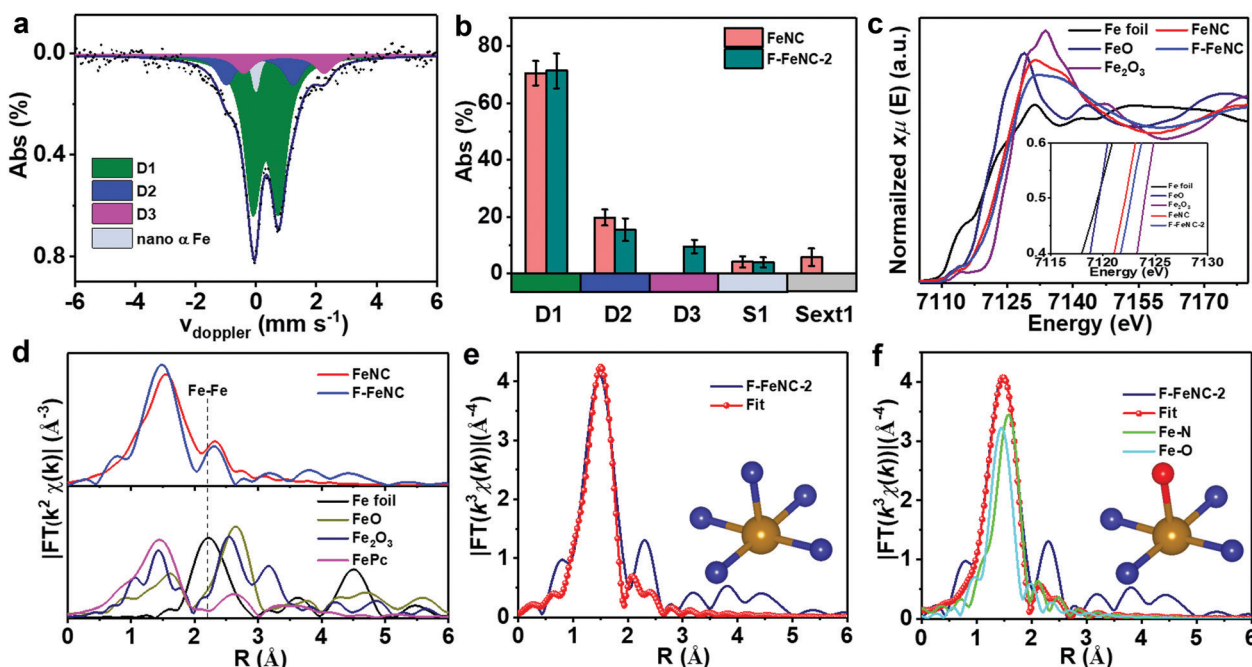 a
0.0
0.4
0.8
Abs (%)
D1
D2
D3
nano α Fe
-6 -4 -2 0 2 4 6
vdoppler (mm s-1)
b
80
60
40
20
0
Abs (%)
FeNC
F-FeNC-2
D1 D2 D3 S1 Sext1
c
Fe foil
FeO
Fe2O3
FeNC
F-FeNC
Normailzed xμ (E) (a.u.)
0.6
0.5
0.4
Fe foil
FeO
Fe2O3
FeNC
F-FeNC-2
7115 7120 7125 7130
Energy (eV)
7110 7125 7140 7155 7170
Energy (eV)
d
FeNC
F-FeNC
Fe-Fe
|FT(k2 χ(k)| (Å-3)
Fe foil
FeO
Fe2O3
FePc
0 1 2 3 4 5 6
R (Å)
e
4
3
2
1
0
|FT(k3χ(k))|(Å-4)
F-FeNC-2
Fit
0 1 2 3 4 5 6
R (Å)
f
4
3
2
1
0
|FT(k3χ(k))|(Å-4)
F-FeNC-2
Fit
Fe-N
Fe-O
0 1 2 3 4 5 6
R (Å)